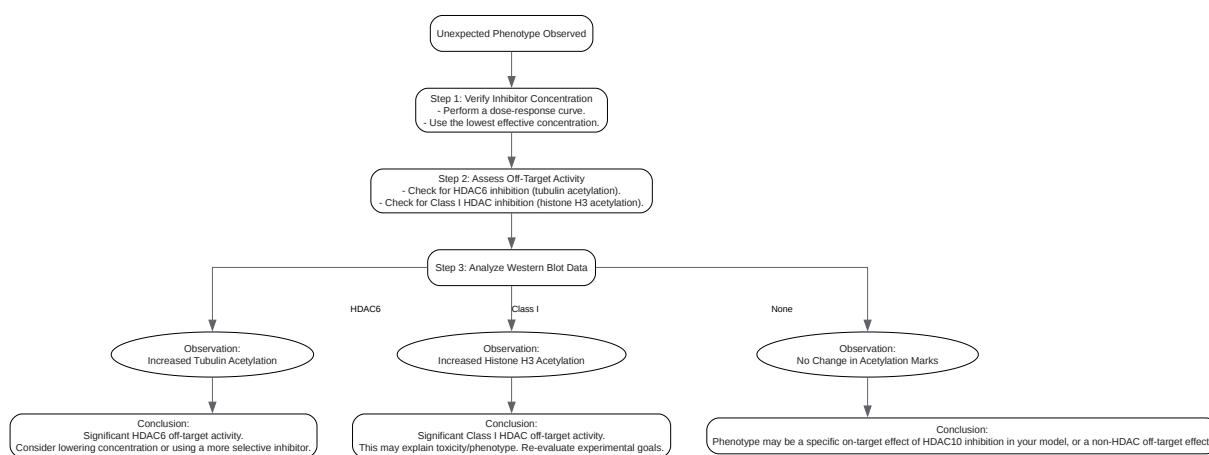 Unexpected Phenotype Observed
Step 1: Verify Inhibitor Concentration
- Perform a dose-response curve.
- Use the lowest effective concentration.
Step 2: Assess Off-Target Activity
- Check for HDAC6 inhibition (tubulin acetylation).
- Check for Class I HDAC inhibition (histone H3 acetylation).
Step 3: Analyze Western Blot Data
HDAC6
Class I
None
Observation:
Increased Tubulin Acetylation
Observation:
Increased Histone H3 Acetylation
Observation:
No Change in Acetylation Marks
Conclusion:
Significant HDAC6 off-target activity.
Consider lowering concentration or using a more selective inhibitor.
Conclusion:
Significant Class I HDAC off-target activity.
This may explain toxicity/phenotype. Re-evaluate experimental goals.
Conclusion:
Phenotype may be a specific on-target effect of HDAC10 inhibition in your model, or a non-HDAC off-target effect